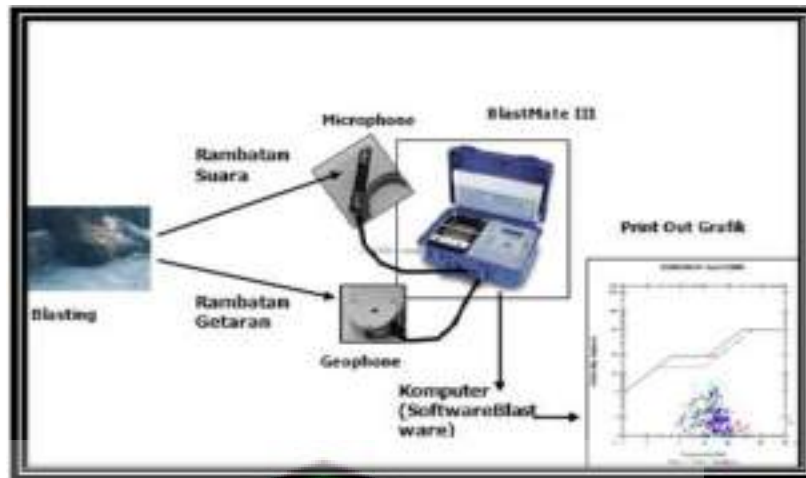 BlastMate III
Microphone
Rambatan
Suara
Print Out Grafik
Blasting
Rambatan
Getaran
Geophone
Komputer
(SoftwareBlast
ware)